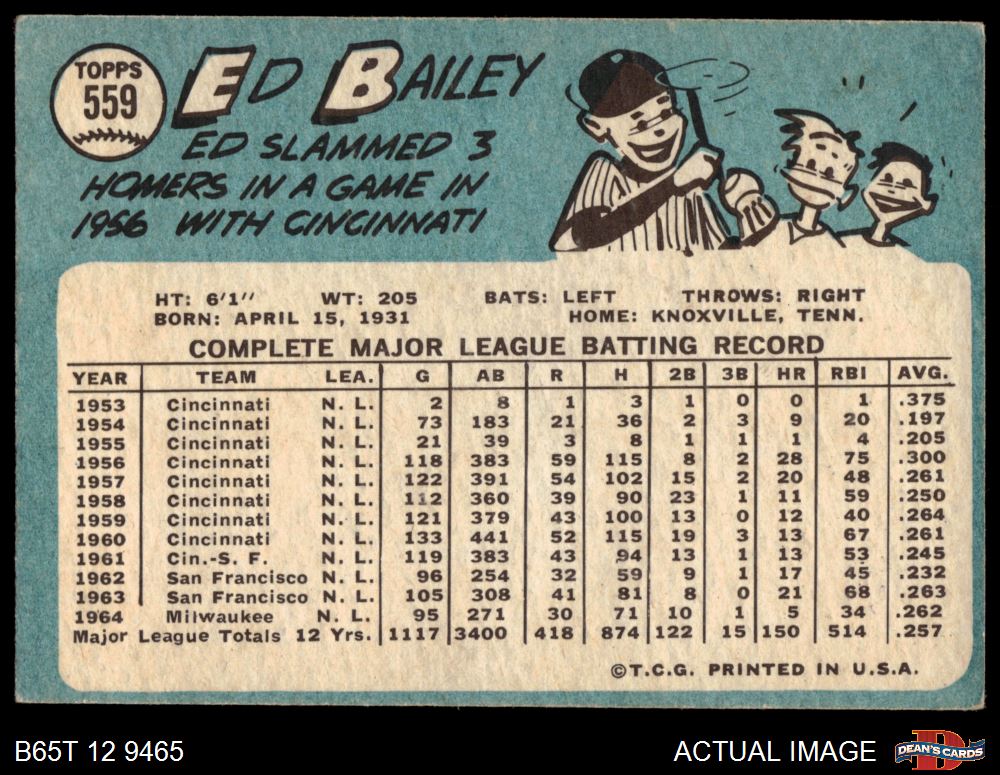 TOPPS
559
ED BAILEY
ED SLAMMED 3
HOMERS IN A GAME IN
1956 WITH CINCINNATI
HT: 6'1" WT: 205 BATS: LEFT THROWS: RIGHT
BORN: APRIL 15, 1931 HOME: KNOXVILLE, TENN.
COMPLETE MAJOR LEAGUE BATTING RECORD
YEAR TEAM LEA. G AB R H 2B 3B HR RBI AVG.
1953 Cincinnati N. L. 2 8 1 3 1 0 0 1 .375
1954 Cincinnati N. L. 73 183 21 36 2 3 9 20 .197
1955 Cincinnati N. L. 21 39 3 8 1 1 1 4 .205
1956 Cincinnati N. L. 118 383 59 115 8 2 28 75 .300
1957 Cincinnati N. L. 122 391 54 102 15 2 20 48 .261
1958 Cincinnati N. L. 112 360 39 90 23 1 11 59 .250
1959 Cincinnati N. L. 121 379 43 100 13 0 12 40 .264
1960 Cincinnati N. L. 133 441 52 115 19 3 13 67 .261
1961 Cin.-S. F. N. L. 119 383 43 94 13 1 13 53 .245
1962 San Francisco N. L. 96 254 32 59 9 1 17 45 .232
1963 San Francisco N. L. 105 308 41 81 8 0 21 68 .263
1964 Milwaukee N. L. 95 271 30 71 10 1 5 34 .262
Major League Totals 12 Yrs. 1117 3400 418 874 122 15 150 514 .257
©T.C.G. PRINTED IN U.S.A.
B65T 12 9465 ACTUAL IMAGE DEAN'S CARDS